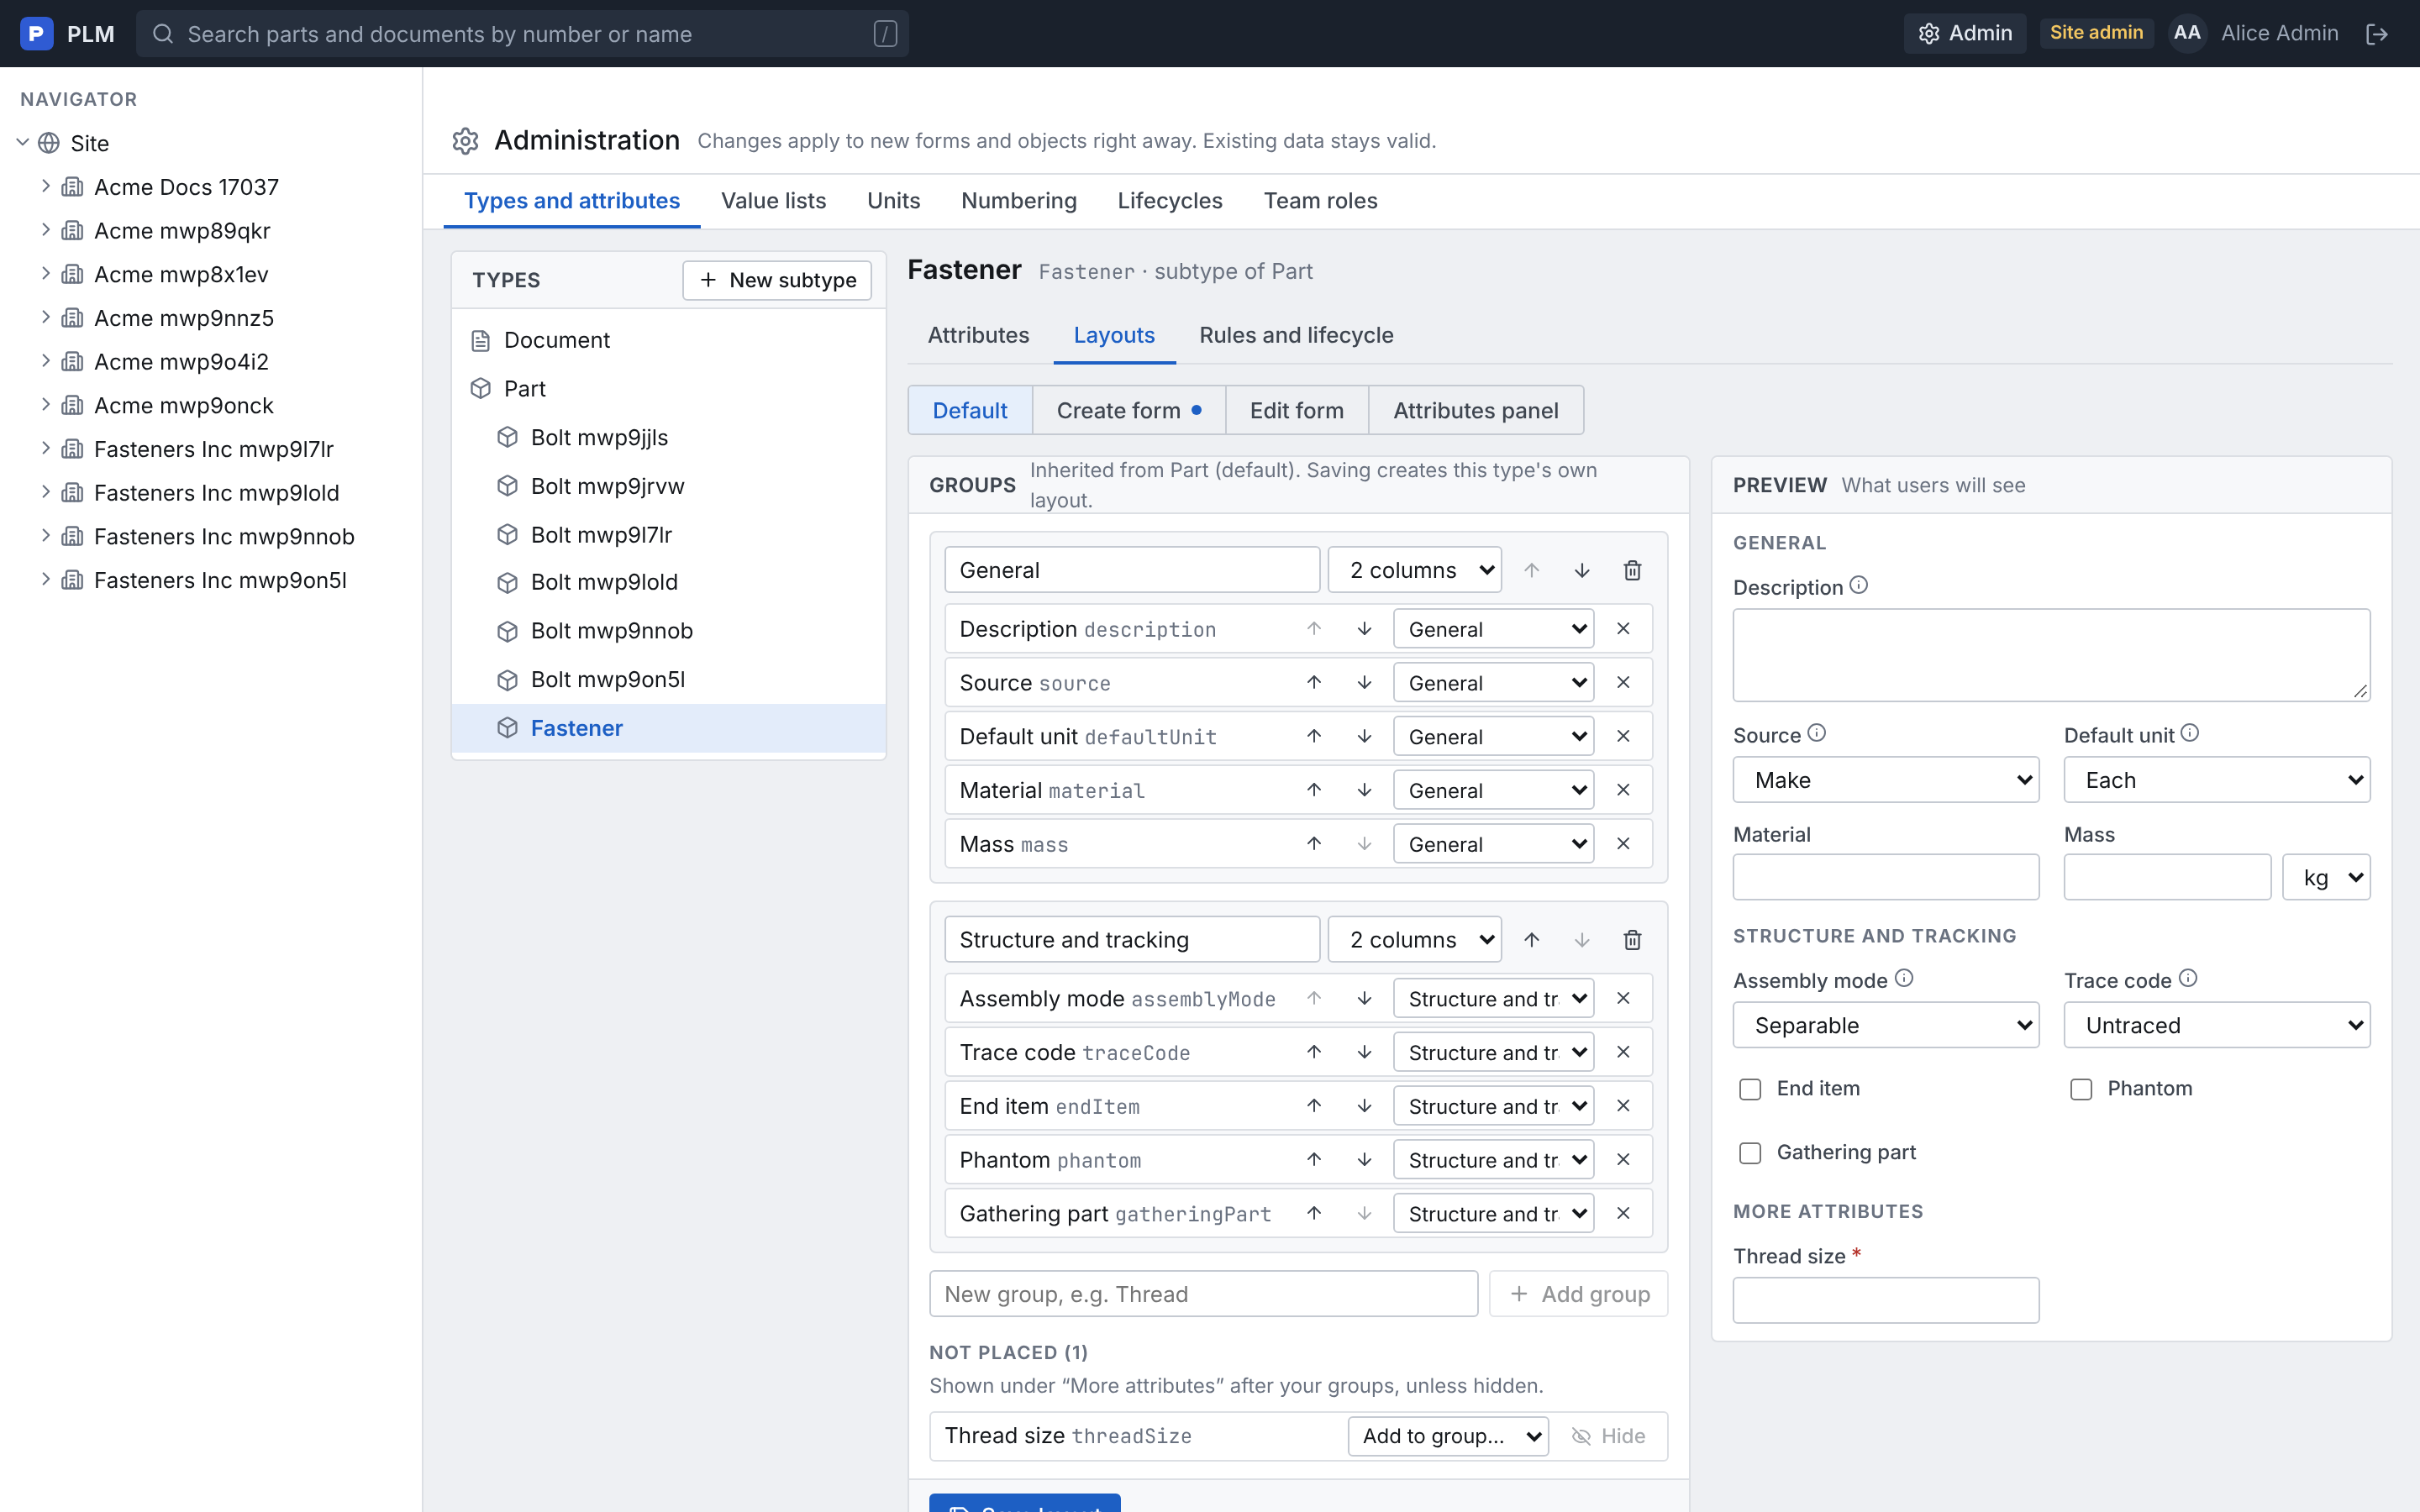 P PLM
Search parts and documents by number or name /
Admin
Site admin
AA Alice Admin
NAVIGATOR
Site
Acme Docs 17037
Acme mwp89qkr
Acme mwp8x1ev
Acme mwp9nnz5
Acme mwp9o4i2
Acme mwp9onck
Fasteners Inc mwp9l7lr
Fasteners Inc mwp9lold
Fasteners Inc mwp9nnob
Fasteners Inc mwp9on5l
Administration Changes apply to new forms and objects right away. Existing data stays valid.
Types and attributes Value lists Units Numbering Lifecycles Team roles
TYPES
New subtype
Document
Part
Bolt mwp9jjls
Bolt mwp9jrvw
Bolt mwp9l7lr
Bolt mwp9lold
Bolt mwp9nnob
Bolt mwp9on5l
Fastener
Fastener Fastener · subtype of Part
Attributes Layouts Rules and lifecycle
Default Create form Edit form Attributes panel
GROUPS Inherited from Part (default). Saving creates this type's own
layout.
General 2 columns
Description description General
Source source General
Default unit defaultUnit General
Material material General
Mass mass General
Structure and tracking 2 columns
Assembly mode assemblyMode Structure and tr
Trace code traceCode Structure and tr
End item endItem Structure and tr
Phantom phantom Structure and tr
Gathering part gatheringPart Structure and tr
New group, e.g. Thread Add group
NOT PLACED (1)
Shown under “More attributes” after your groups, unless hidden.
Thread size threadSize Add to group... Hide
PREVIEW What users will see
GENERAL
Description
Source Default unit
Make Each
Material Mass
kg
STRUCTURE AND TRACKING
Assembly mode Trace code
Separable Untraced
End item Phantom
Gathering part
MORE ATTRIBUTES
Thread size *